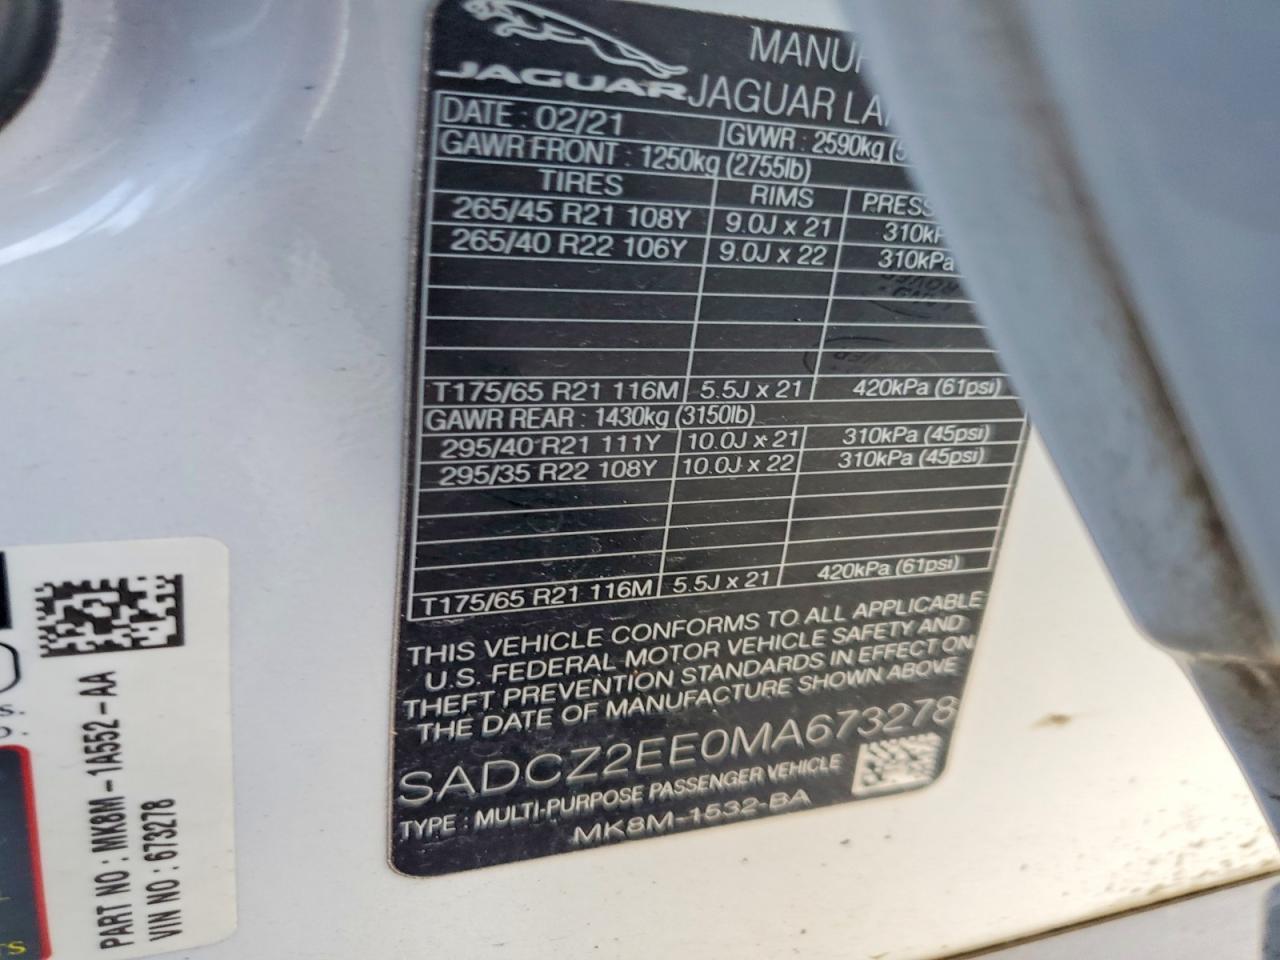 JAGUAR
JAGUAR
DATE : 02/21
GVWR : 2590kg
GAWR FRONT : 1250kg (2755lb)
TIRES RIMS
265/45 R21 108Y 9.0J x 21
265/40 R22 106Y 9.0J x 22 310kPa
T175/65 R21 116M 5.5J x 21 420kPa (61psi)
GAWR REAR : 1430kg (3150lb)
295/40 R21 111Y 10.0J x 21 310kPa (45psi)
295/35 R22 108Y 10.0J x 22 310kPa (45psi)
T175/65 R21 116M 5.5J x 21 420kPa (61psi)
THIS VEHICLE CONFORMS TO ALL APPLICABLE
U.S. FEDERAL MOTOR VEHICLE SAFETY AND
THEFT PREVENTION STANDARDS IN EFFECT ON
THE DATE OF MANUFACTURE SHOWN ABOVE
SADCZ2EE0MA673278
TYPE : MULTI-PURPOSE PASSENGER VEHICLE
MK8M-1532-BA
PART NO : MK8M-1A552-AA
VIN NO : 673278